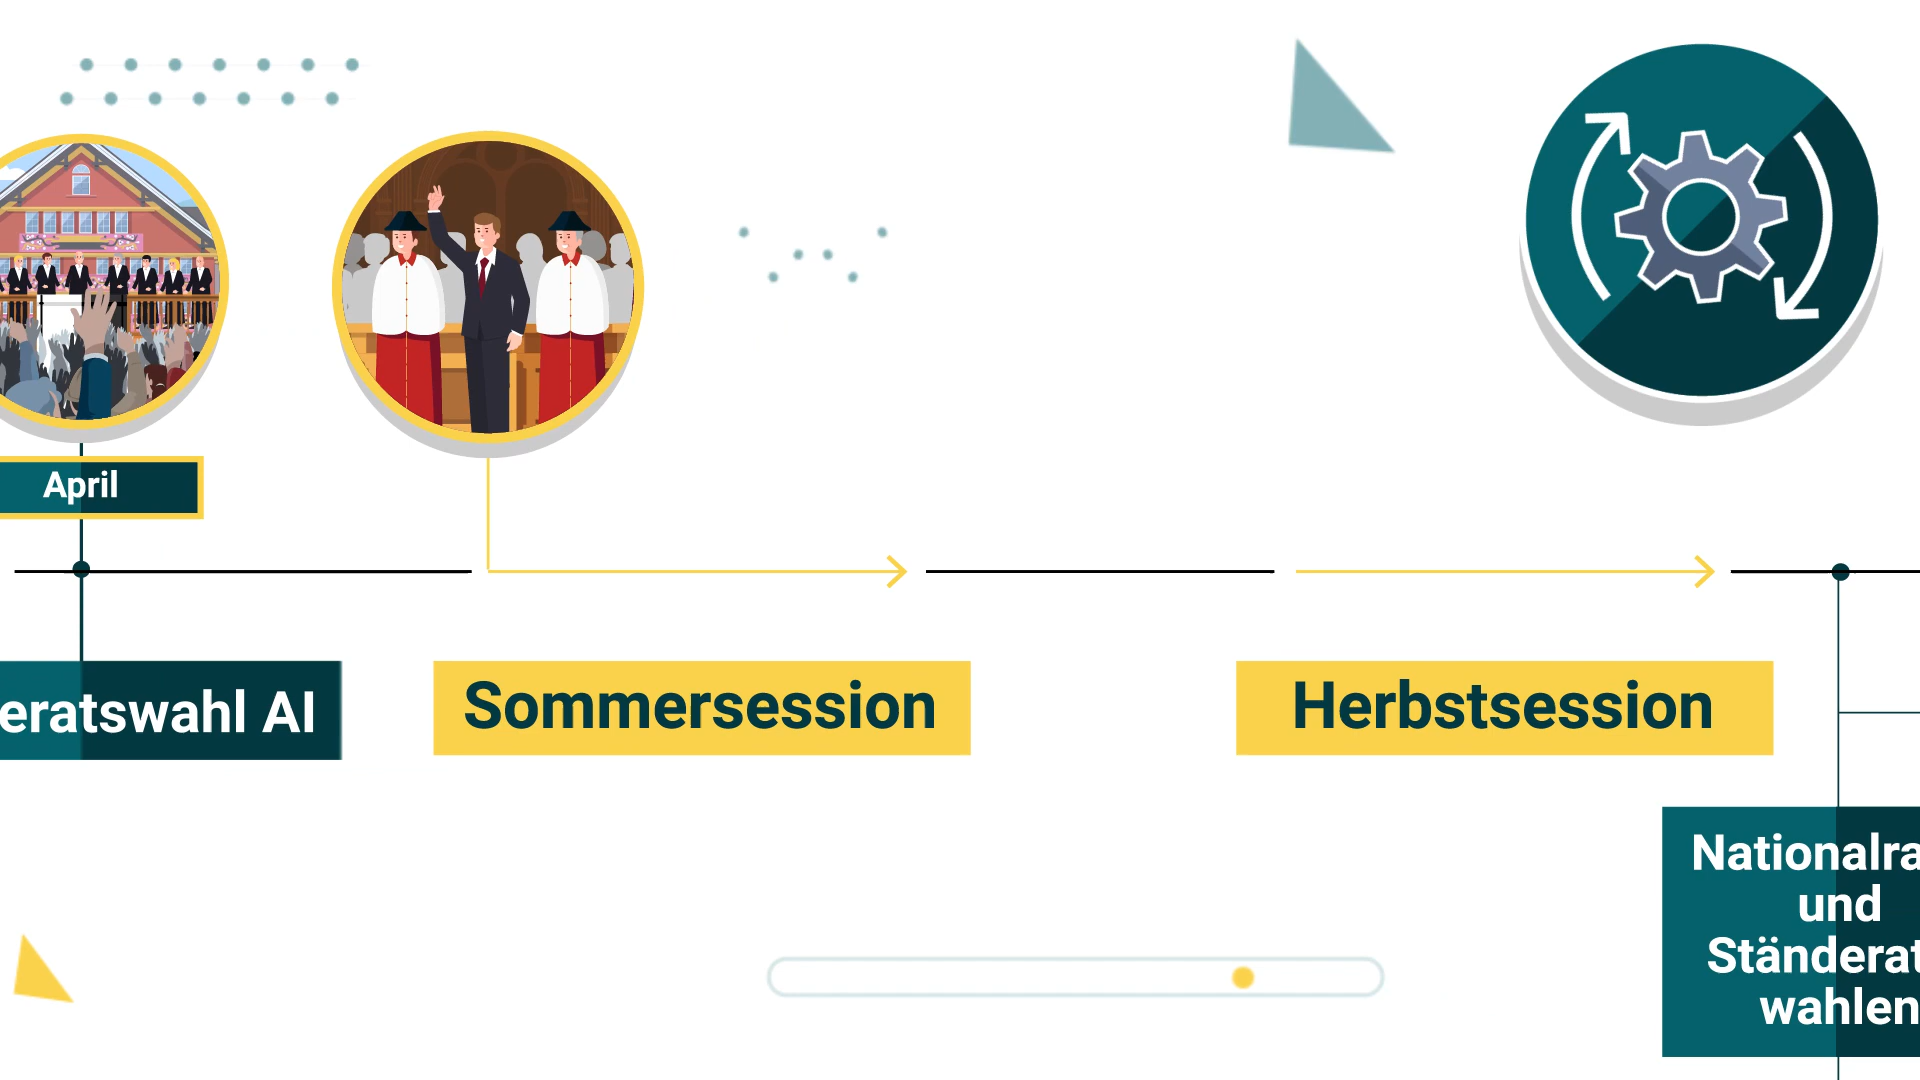 April
eratswahl AI
Sommersession
Herbstsession
Nationalra
und
Ständerat
wahlen